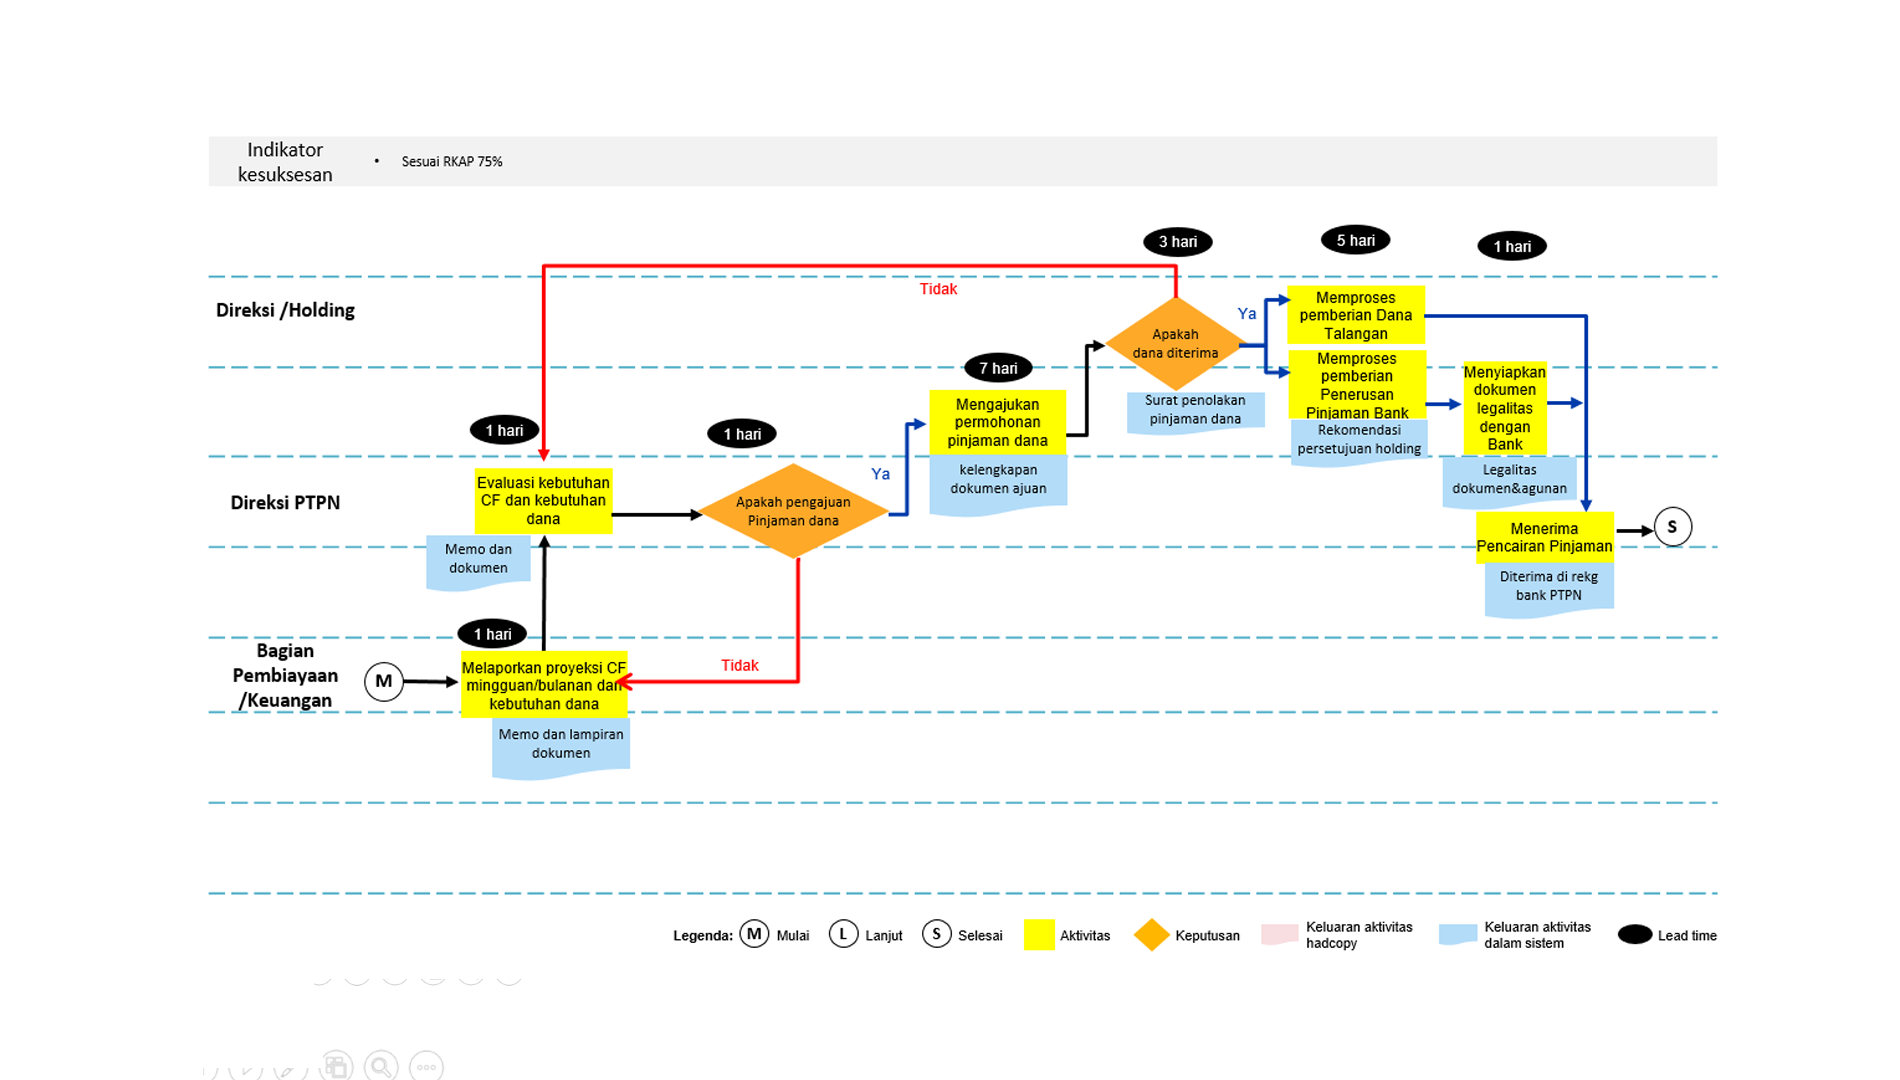 Indikator
kesuksesan
• Sesuai RKAP 75%
3 hari
5 hari
1 hari
Direksi /Holding
Tidak
Ya
Apakah
dana diterima
Memproses
pemberian Dana
Talangan
Memproses
pemberian
Penerusan
Pinjaman Bank
Menyiapkan
dokumen
legalitas
dengan
Bank
Surat penolakan
pinjaman dana
Rekomendasi
persetujuan holding
Legalitas
dokumen&agunan
7 hari
Mengajukan
permohonan
pinjaman dana
kelengkapan
dokumen ajuan
1 hari
1 hari
Ya
Direksi PTPN
Evaluasi kebutuhan
CF dan kebutuhan
dana
Apakah pengajuan
Pinjaman dana
Menerima
Pencairan Pinjaman
S
Memo dan
dokumen
Diterima di rekg
bank PTPN
1 hari
Bagian
Pembiayaan
/Keuangan
M
Melaporkan proyeksi CF
mingguan/bulanan dan
kebutuhan dana
Tidak
Memo dan lampiran
dokumen
Legenda: M Mulai L Lanjut S Selesai Aktivitas Keputusan
Keluaran aktivitas
hadcopy
Keluaran aktivitas
dalam sistem
Lead time